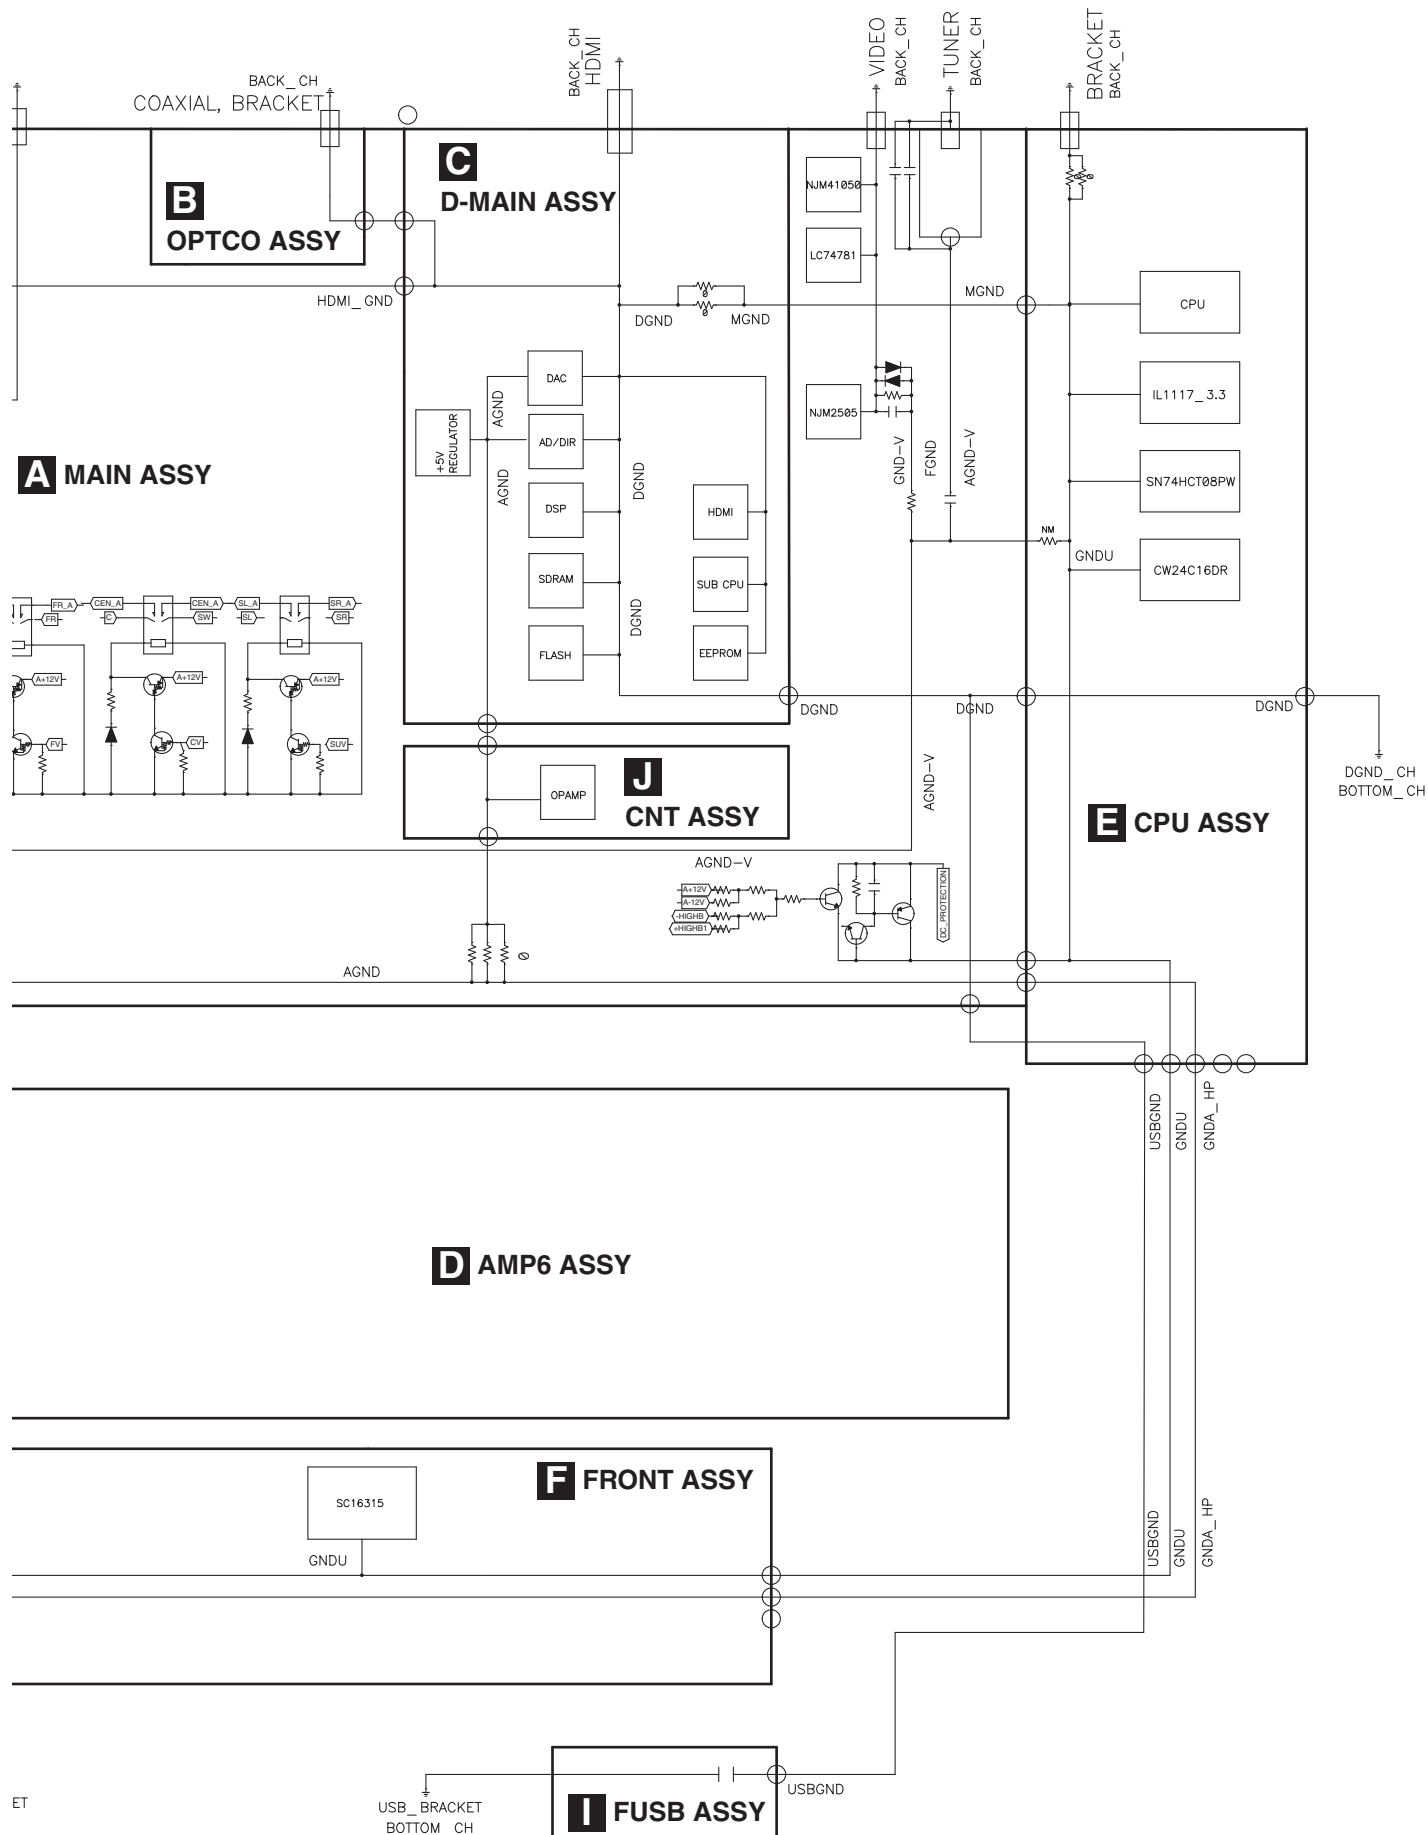 BACK_CH
HDMI
VIDEO
BACK_CH
TUNER
BACK_CH
BRACKET
BACK_CH
BACK_CH
COAXIAL, BRACKET
B
OPTCO ASSY
C
D-MAIN ASSY
NJM41050
LC74781
HDMI_GND
DGND
0
0
MGND
MGND
0
CPU
DAC
AGND
+5V
REGULATOR
AD/DIR
AGND
DGND
DSP
HDMI
SDRAM
SUB CPU
DGND
FLASH
EEPROM
NJM2505
GND-V
FGND
AGND-V
IL1117_3.3
SN74HCT08PW
NM
GNDU
CW24C16DR
A MAIN ASSY
FR_A
FR
CEN_A
C
CEN_A
SW
SL_A
SL
SR_A
SR
A+12V
A+12V
A+12V
FV
CV
SUV
DGND
DGND
DGND
DGND_CH
BOTTOM_CH
AGND-V
OPAMP
J
CNT ASSY
E CPU ASSY
AGND-V
A+12V
A-12V
-HIGHB
+HIGHB1
DC_PROTECTION
AGND
0
USBGND
GNDU
GNDA_HP
D AMP6 ASSY
F FRONT ASSY
SC16315
GNDU
USBGND
GNDU
GNDA_HP
ET
USB_BRACKET
BOTTOM CH
USBGND
I FUSB ASSY